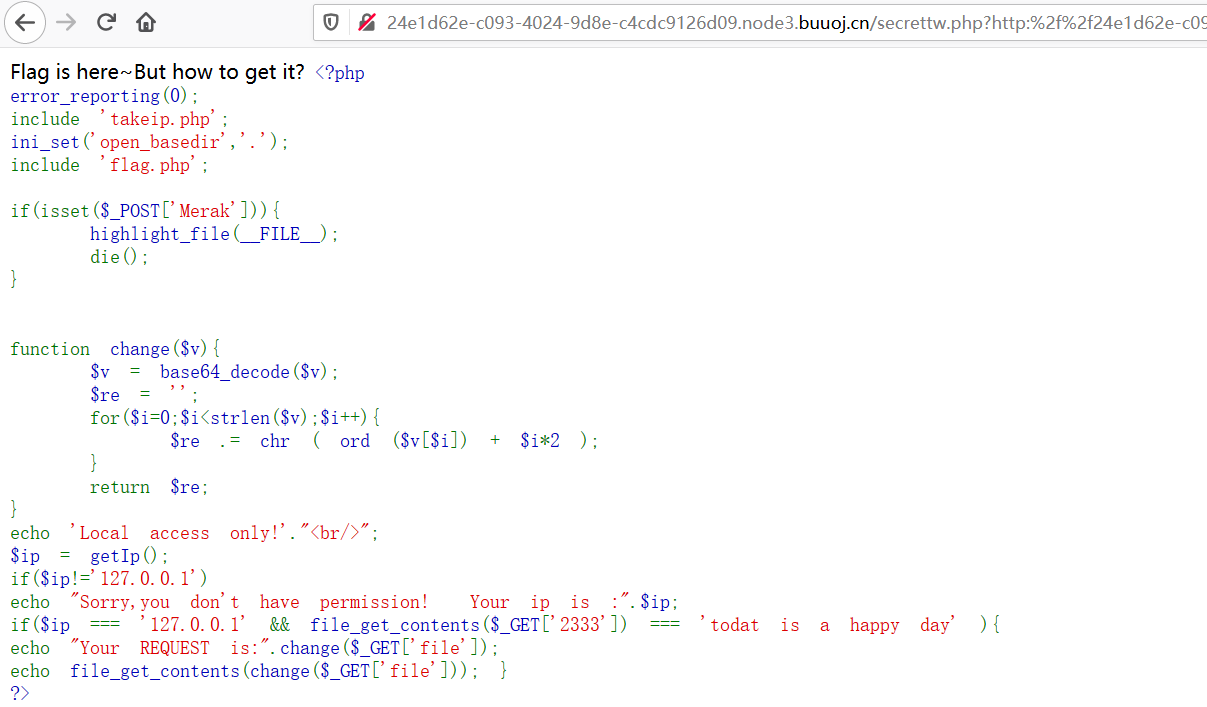 24e1d62e-c093-4024-9d8e-c4cdc9126d09.node3.buuoj.cn/secrettw.php?http:%2f%2f24e1d62e-c09
Flag is here~But how to get it? <?php
error_reporting(0);
include 'takeip.php';
ini_set('open_basedir','.');
include 'flag.php';
if(isset($_POST['Merak'])){
highlight_file(__FILE__);
die();
}
function change($v){
$v = base64_decode($v);
$re = '';
for($i=0;$i<strlen($v);$i++){
$re .= chr ( ord ($v[$i]) + $i*2 );
}
return $re;
}
echo 'Local access only!'."<br/>";
$ip = getIp();
if($ip!='127.0.0.1')
echo "Sorry,you don't have permission! Your ip is :".$ip;
if($ip === '127.0.0.1' && file_get_contents($_GET['2333']) === 'todat is a happy day' ){
echo "Your REQUEST is:".change($_GET['file']);
echo file_get_contents(change($_GET['file'])); }
?>